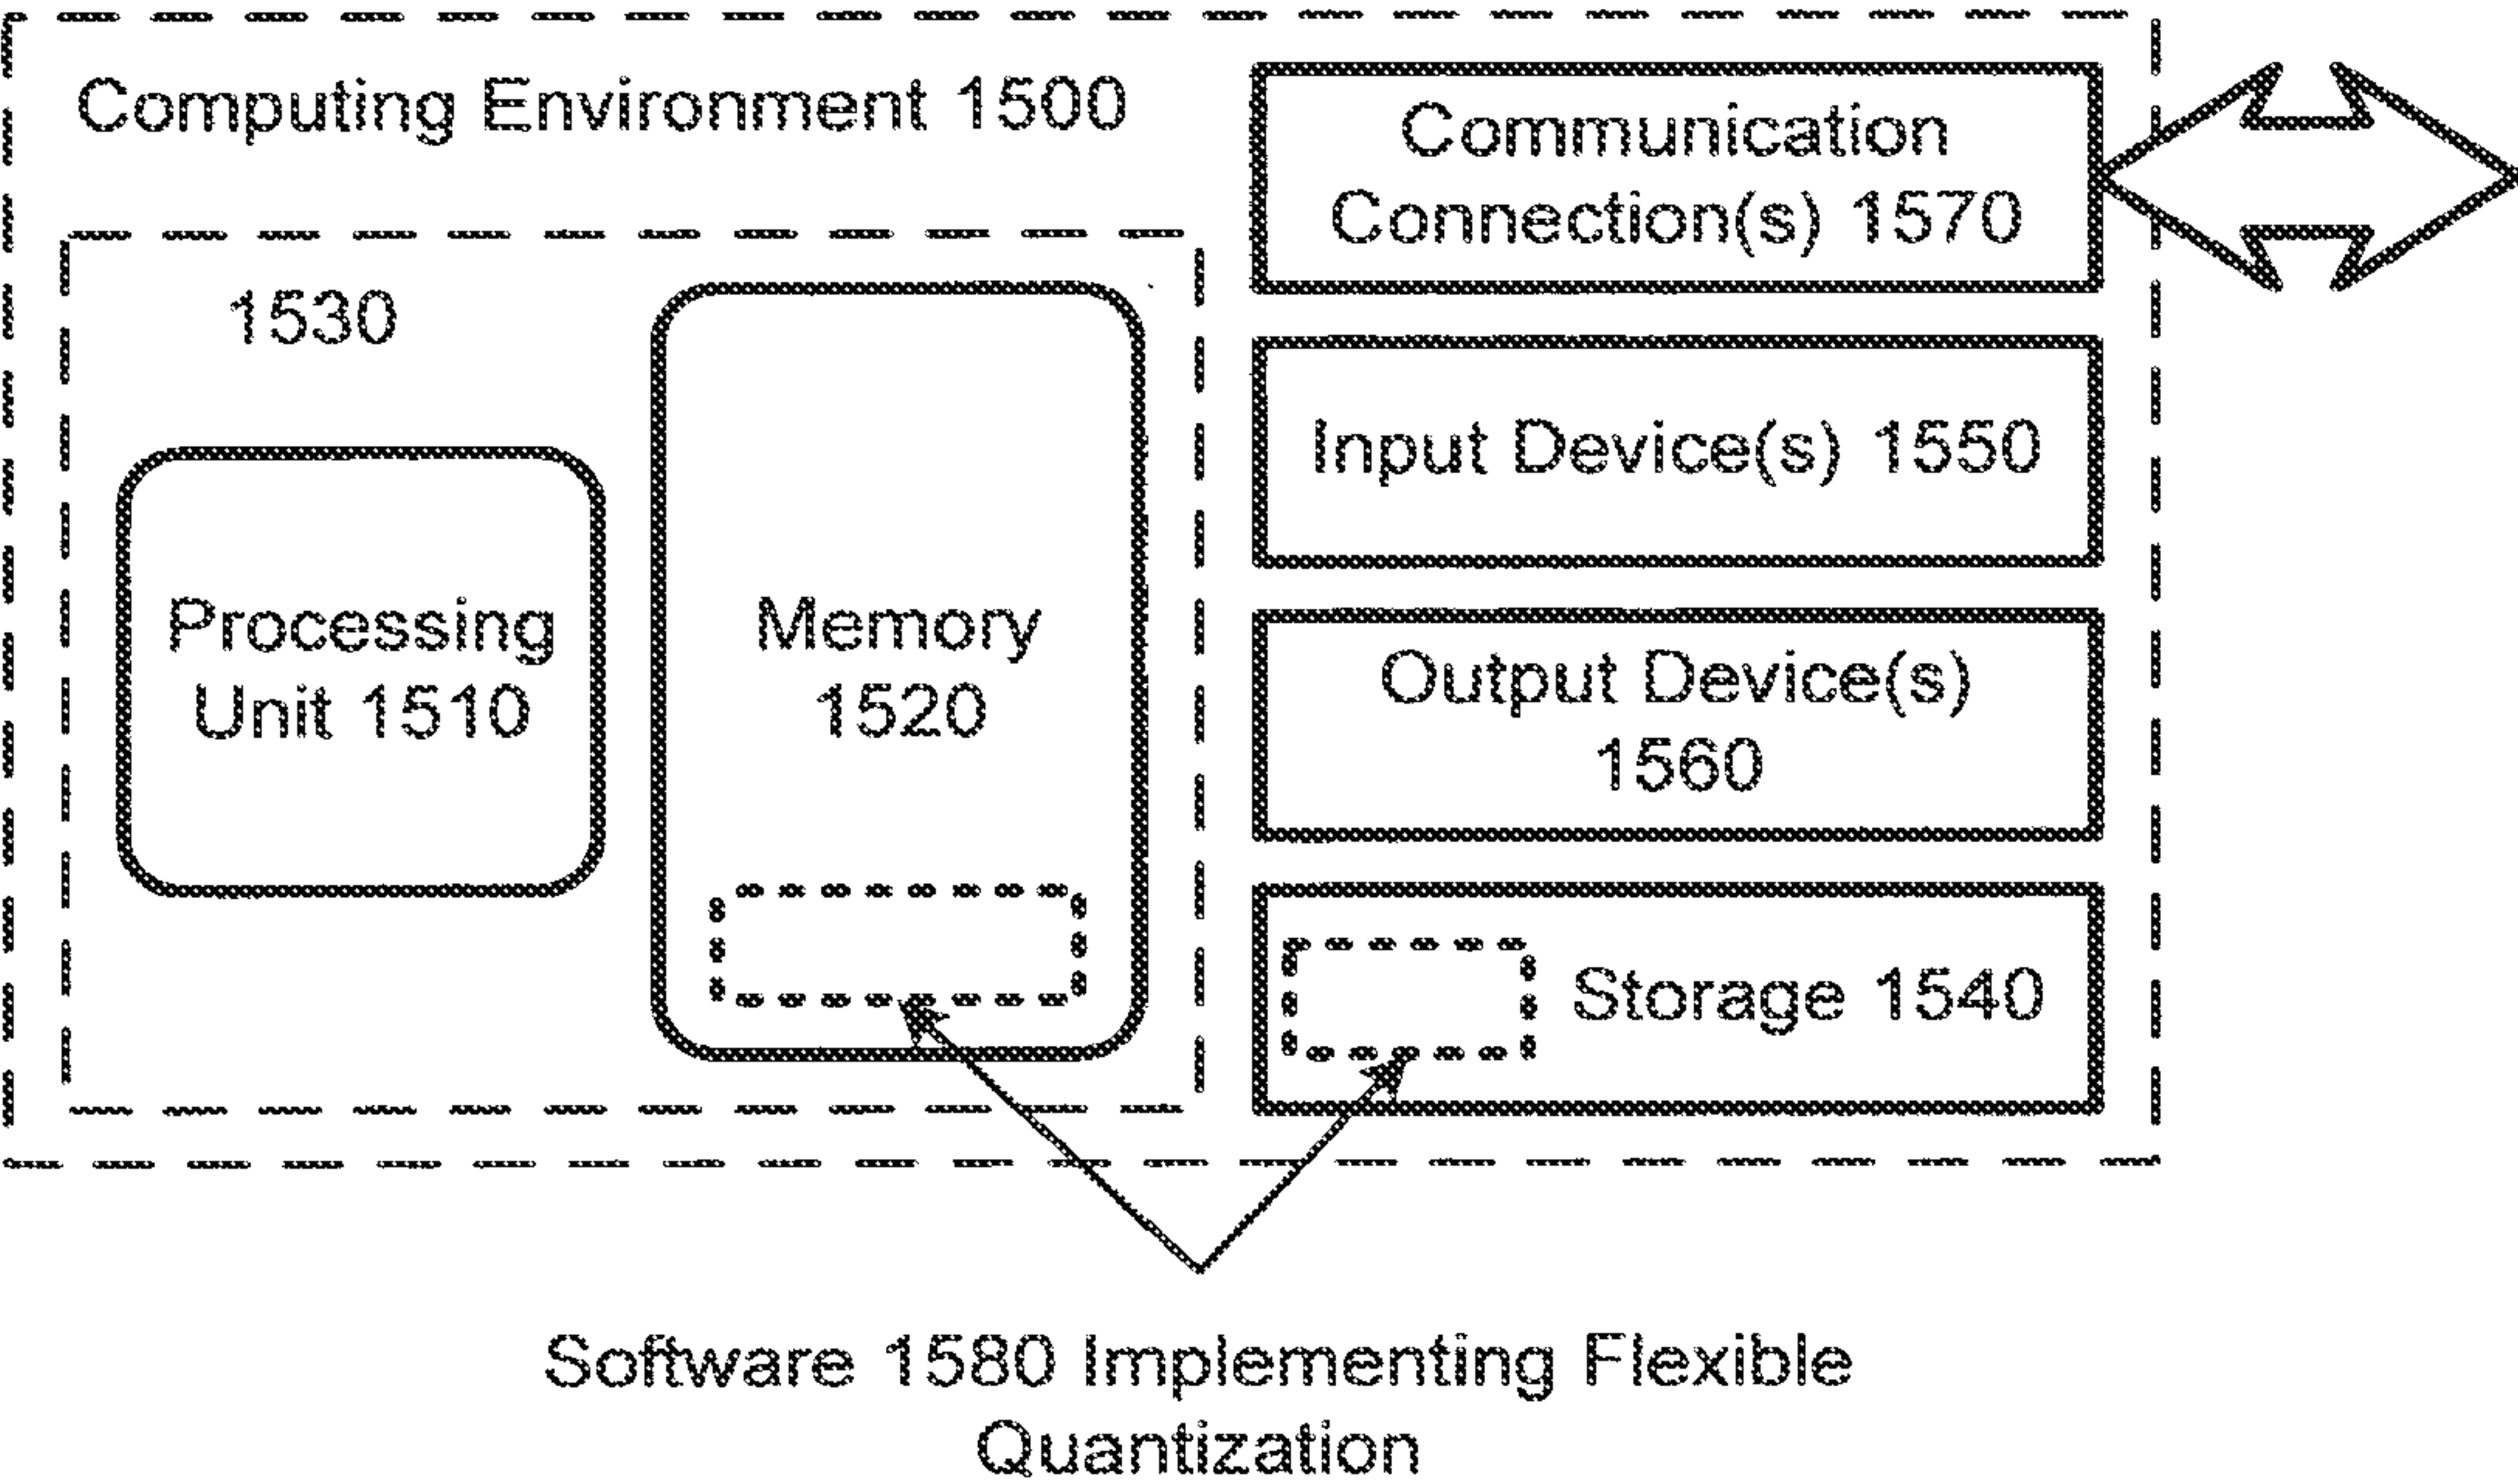 Computing Environment 1500
Communication
Connection(s) 1570
1530
Input Device(s) 1550
Processing
Unit 1510
Memory
1520
Output Device(s)
1560
Storage 1540
Software 1580 Implementing Flexible
Quantization